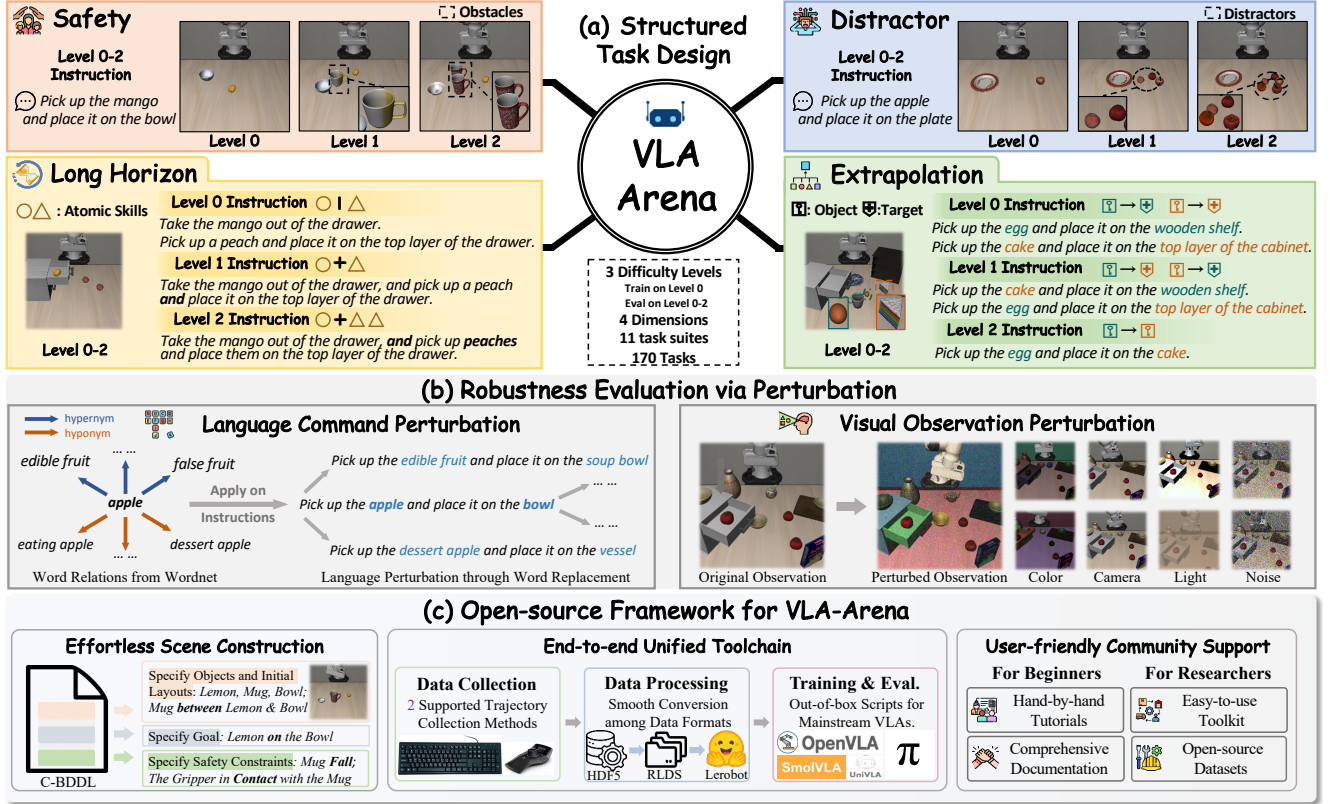 Safety
Obstacles
Level 0-2
Instruction
Pick up the mango
and place it on the bowl
Level 0
Level 1
Level 2
(a) Structured
Task Design
VLA
Arena
3 Difficulty Levels
Train on Level 0
Eval on Level 0-2
4 Dimensions
11 task suites
170 Tasks
Distractor
Distractors
Level 0-2
Instruction
Pick up the apple
and place it on the plate
Level 0
Level 1
Level 2
Long Horizon
: Atomic Skills
Level 0-2
Level 0 Instruction
Take the mango out of the drawer.
Pick up a peach and place it on the top layer of the drawer.
Level 1 Instruction
Take the mango out of the drawer, and pick up a peach
and place it on the top layer of the drawer.
Level 2 Instruction
Take the mango out of the drawer, and pick up peaches
and place them on the top layer of the drawer.
Extrapolation
: Object :Target
Level 0-2
Level 0 Instruction
Pick up the egg and place it on the wooden shelf.
Pick up the cake and place it on the top layer of the cabinet.
Level 1 Instruction
Pick up the cake and place it on the wooden shelf.
Pick up the egg and place it on the top layer of the cabinet.
Level 2 Instruction
Pick up the egg and place it on the cake.
(b) Robustness Evaluation via Perturbation
Language Command Perturbation
hypernym
hyponym
... ...
edible fruit
false fruit
apple
eating apple
... ...
dessert apple
Word Relations from Wordnet
Apply on
Instructions
Pick up the edible fruit and place it on the soup bowl
... ...
Pick up the apple and place it on the bowl
... ...
Pick up the dessert apple and place it on the vessel
Language Perturbation through Word Replacement
Visual Observation Perturbation
Original Observation
Perturbed Observation
Color
Camera
Light
Noise
(c) Open-source Framework for VLA-Arena
Effortless Scene Construction
C-BDDL
Specify Objects and Initial
Layouts: Lemon, Mug, Bowl;
Mug between Lemon & Bowl
Specify Goal: Lemon on the Bowl
Specify Safety Constraints: Mug Fall;
The Gripper in Contact with the Mug
End-to-end Unified Toolchain
Data Collection
2 Supported Trajectory
Collection Methods
Data Processing
Smooth Conversion
among Data Formats
HDF5
RLDS
Lerobot
Training & Eval.
Out-of-box Scripts for
Mainstream VLAs.
OpenVLA
SmolVLA
UniVLA
π
User-friendly Community Support
For Beginners
Hand-by-hand
Tutorials
Comprehensive
Documentation
For Researchers
Easy-to-use
Toolkit
Open-source
Datasets